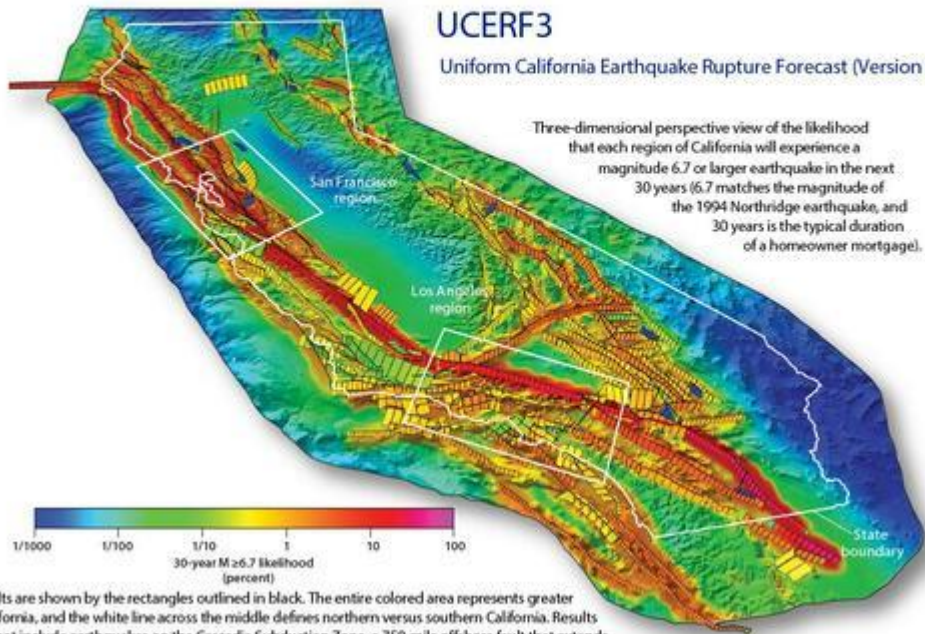 UCERF3
Uniform California Earthquake Rupture Forecast (Version
Three-dimensional perspective view of the likelihood
that each region of California will experience a
magnitude 6.7 or larger earthquake in the next
30 years (6.7 matches the magnitude of
the 1994 Northridge earthquake, and
30 years is the typical duration
of a homeowner mortgage).
San Francisco
region
Los Angeles
region
State
boundary
1/1000 1/100 1/10 1 10 100
30-year M ≥6.7 likelihood
(percent)
lts are shown by the rectangles outlined in black. The entire colored area represents greater
ifornia, and the white line across the middle defines northern versus southern California. Results